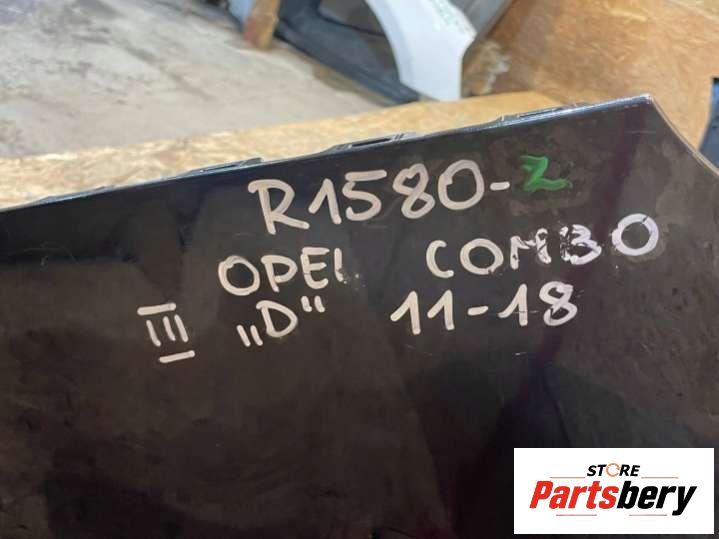 R1580-2
OPEL COMBO
III „D“ 11-18
STORE
Partsbery